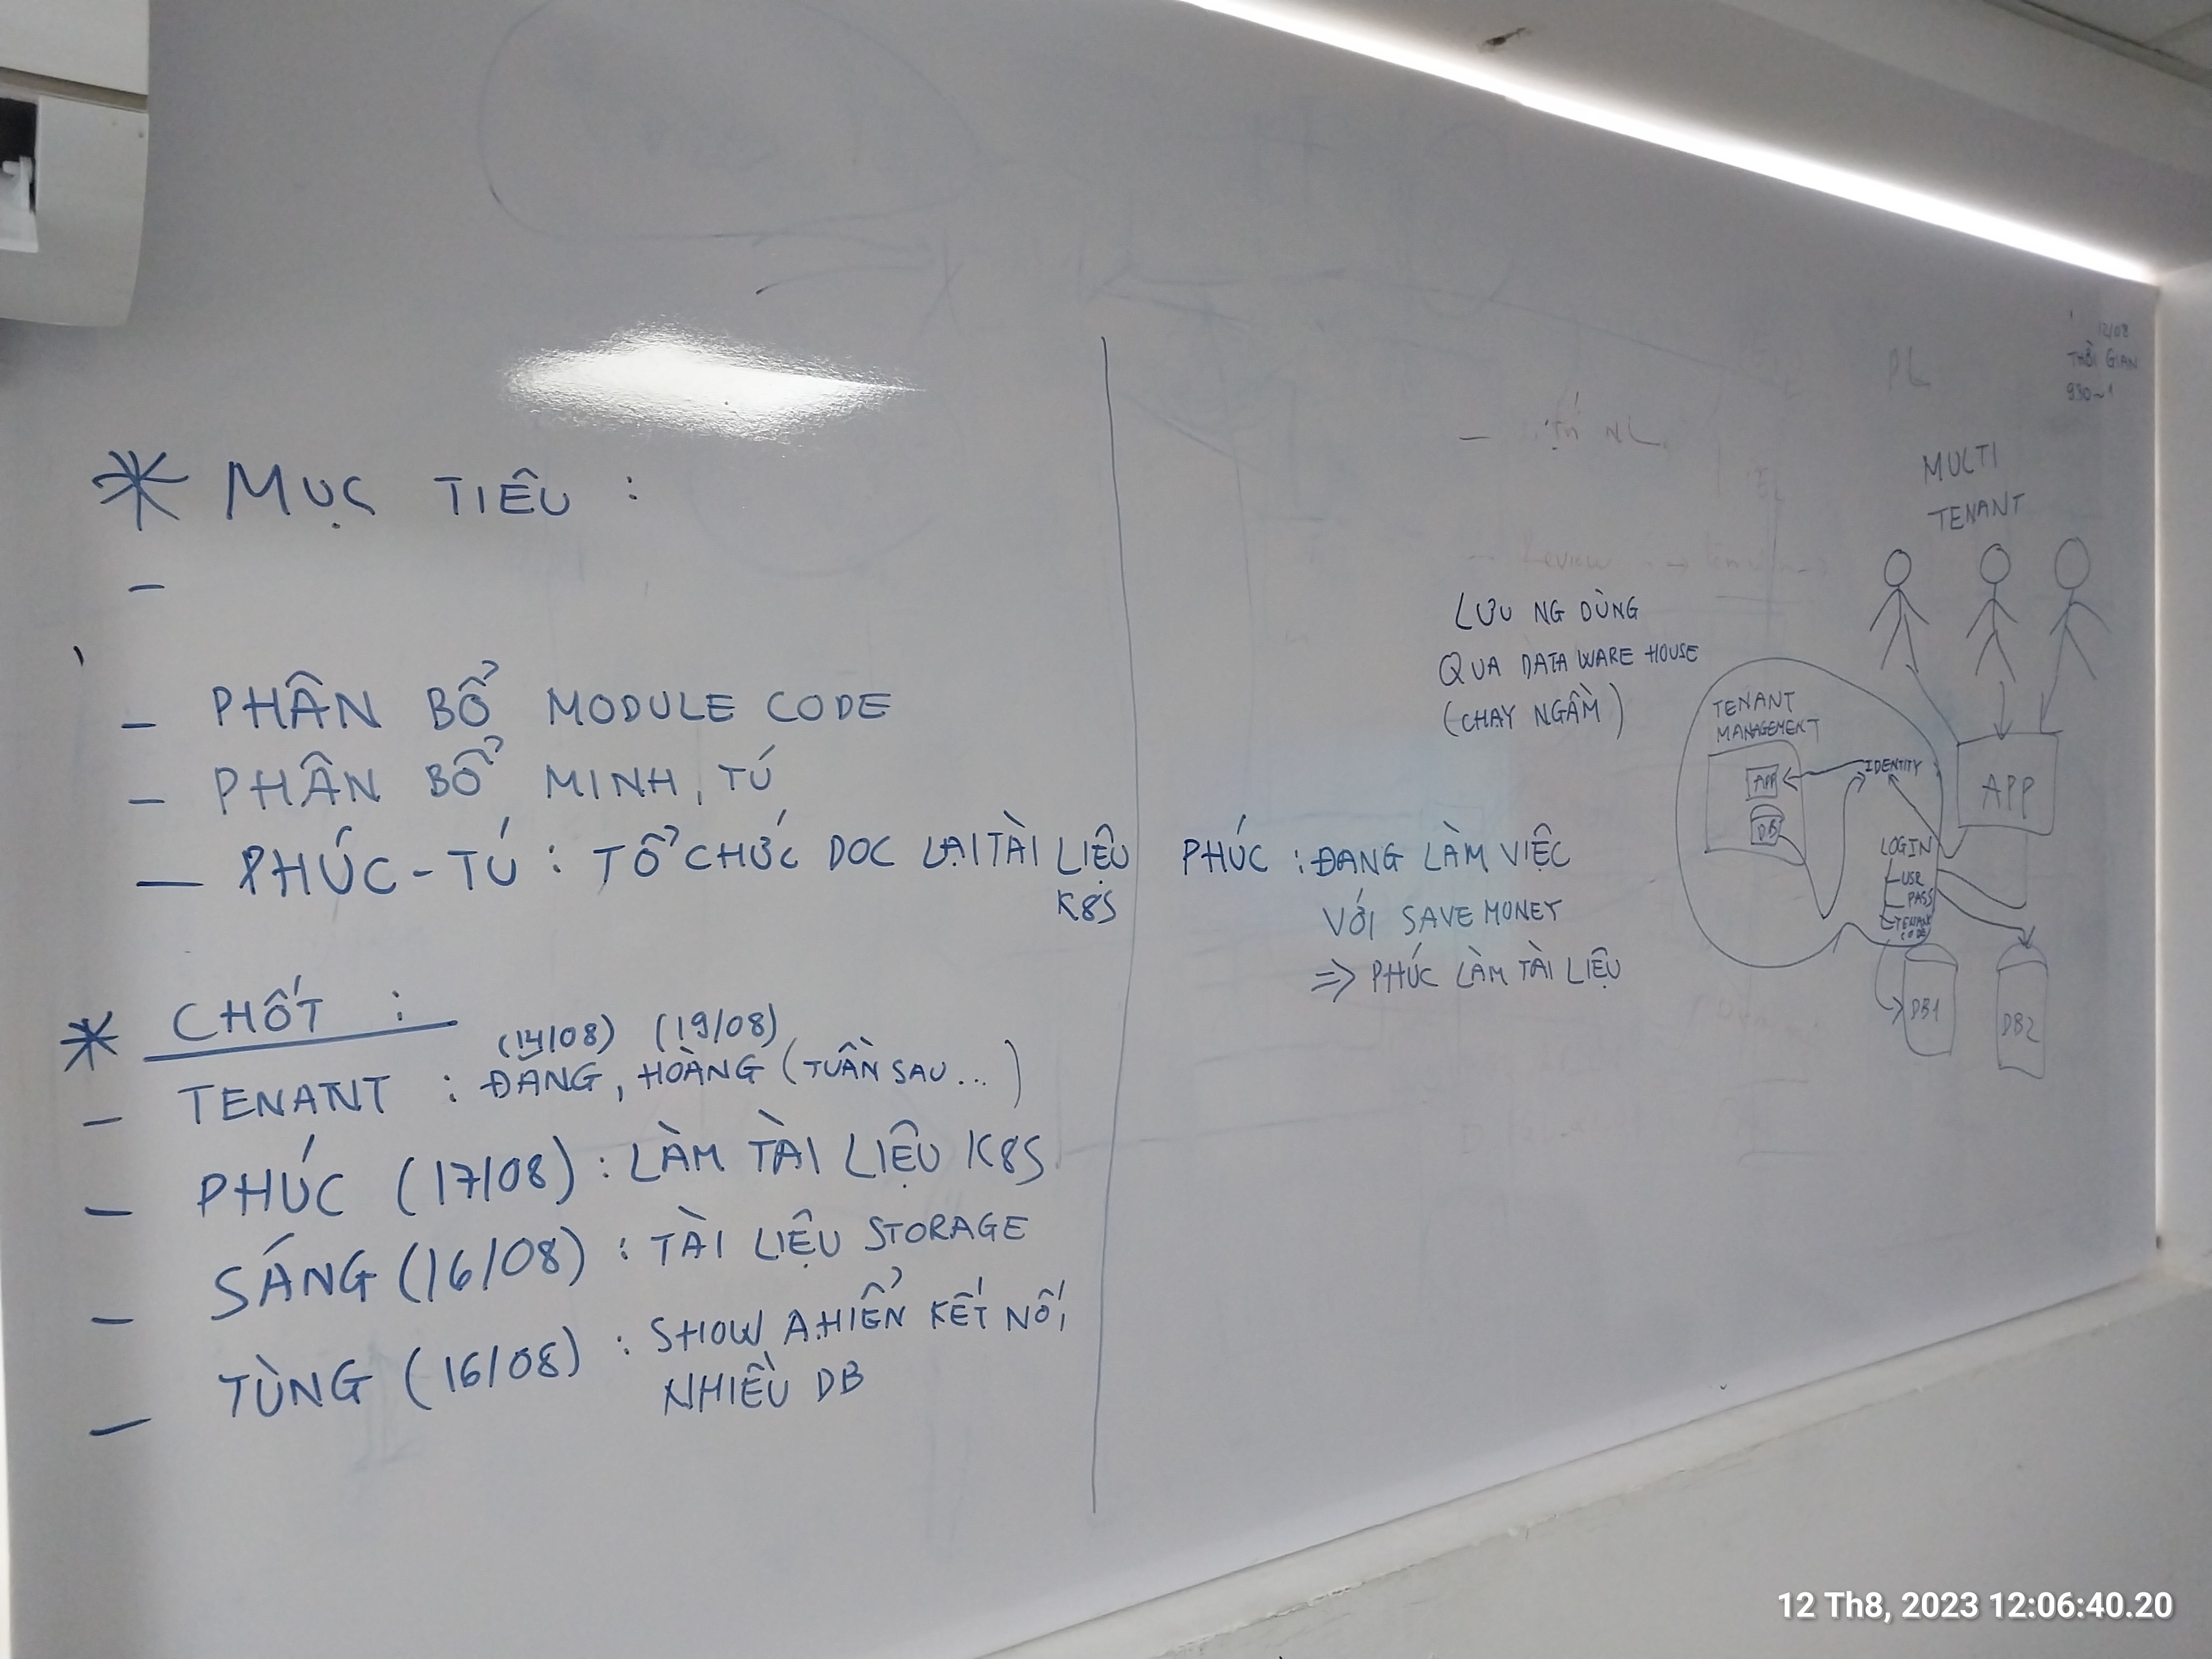 * MỤC TIÊU :
-
- PHÂN BỔ MODULE CODE
- PHÂN BỔ MINH, TÚ
- PHÚC - TÚ : TỔ CHỨC DOC LẠI TÀI LIỆU
K8S
* CHỐT :
(14/08) (19/08)
- TENANT : ĐĂNG, HOÀNG (TUẦN SAU...)
- PHÚC (17/08) : LÀM TÀI LIỆU K8S
- SÁNG (16/08) : TÀI LIỆU STORAGE
- TÙNG (16/08) : SHOW A.HIỂN KẾT NỐI
NHIỀU DB
LƯU NG DÙNG
QUA DATA WARE HOUSE
(CHAY NGẦM)
PHÚC : ĐANG LÀM VIỆC
VỚI SAVE MONEY
=> PHÚC LÀM TÀI LIỆU
12/08
THỜI GIAN
930~1
PL
MULTI
TENANT
TENANT
MANAGEMENT
APP
DB
IDENTITY
APP
LOGIN
USR
PASS
TENANT
CODE
DB1
DB2
12 Th8, 2023 12:06:40.20